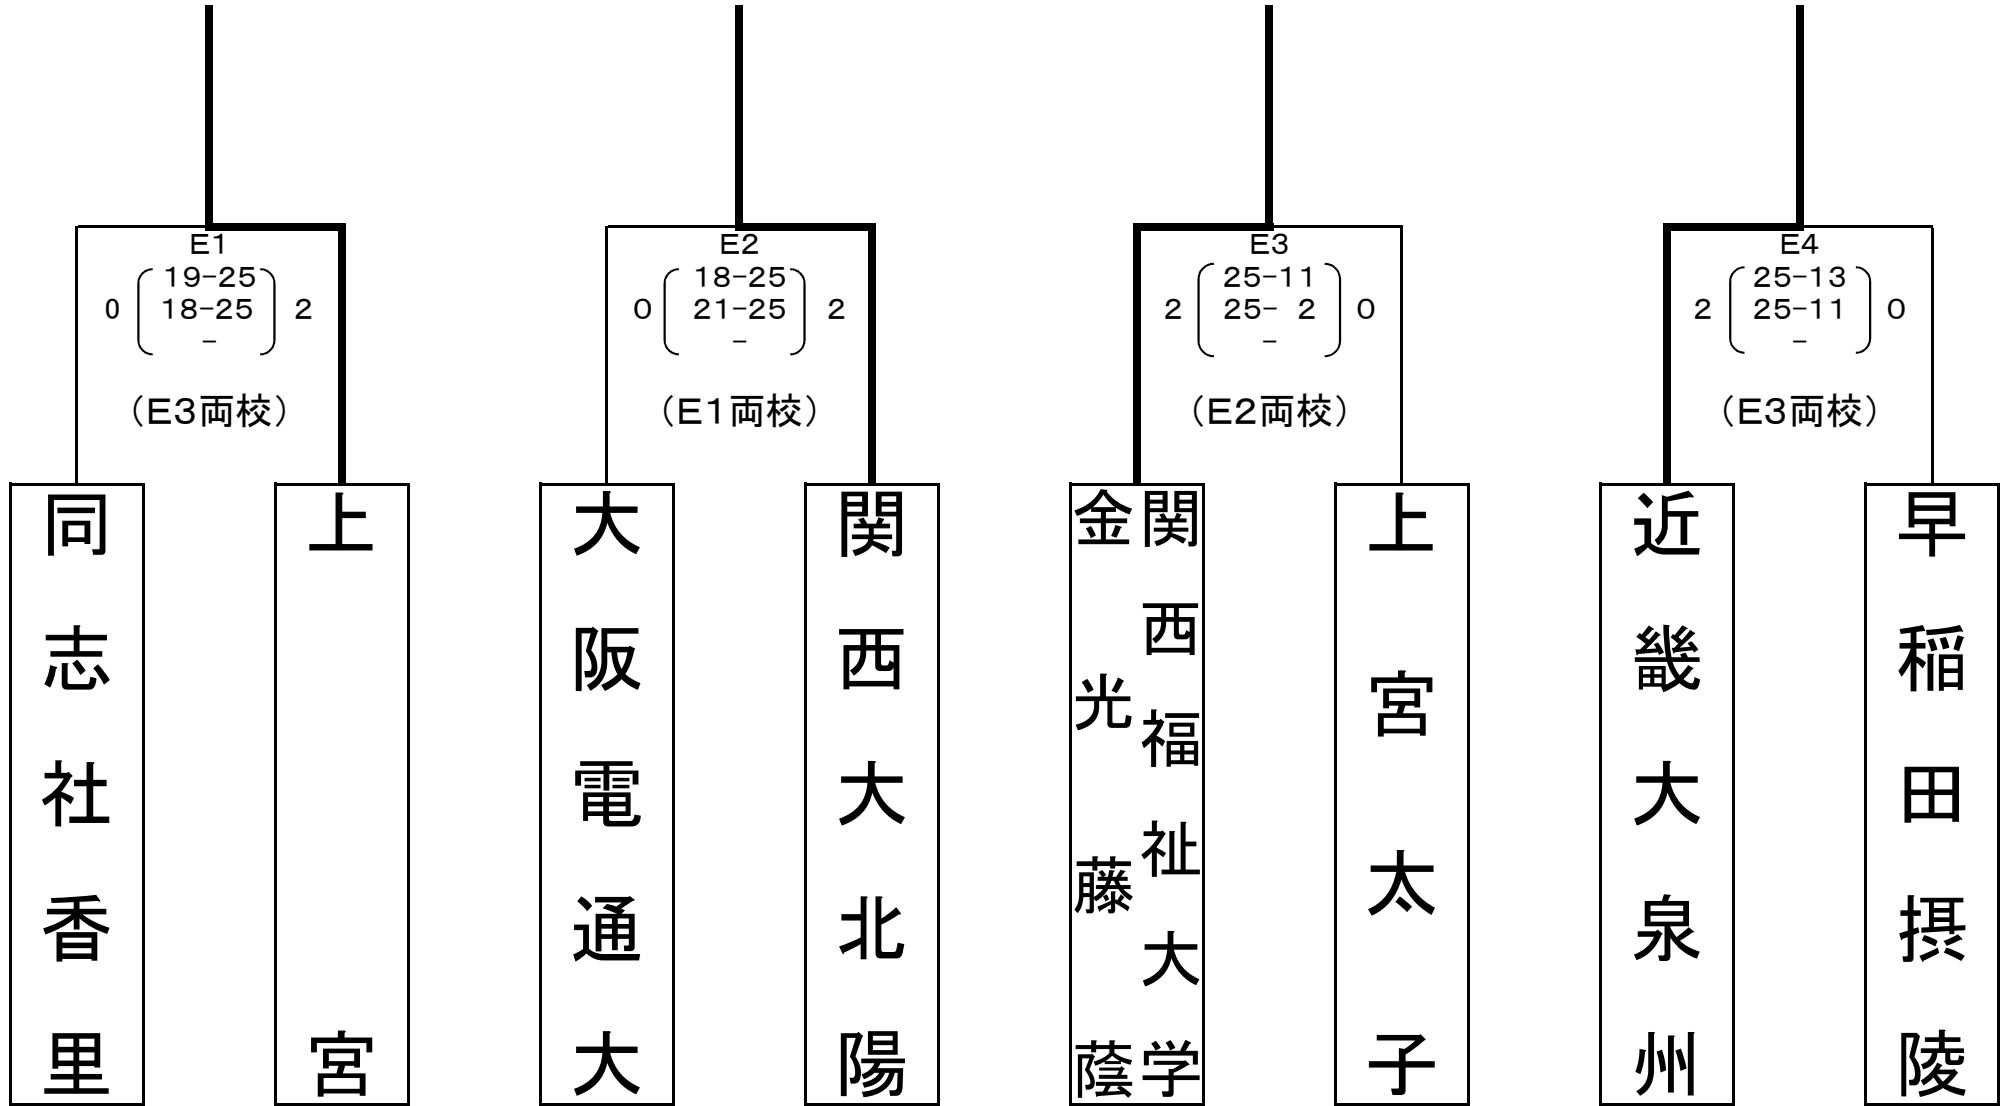 E1
19-25
0 18-25 2
-
（E3両校）
E2
18-25
0 21-25 2
-
（E1両校）
E3
25-11
2 25- 2 0
-
（E2両校）
E4
25-13
2 25-11 0
-
（E3両校）
同志社香里
上宮
大阪電通大
関西大北陽
関西福祉大学
金光藤蔭
上宮太子
近畿大泉州
早稲田摂陵